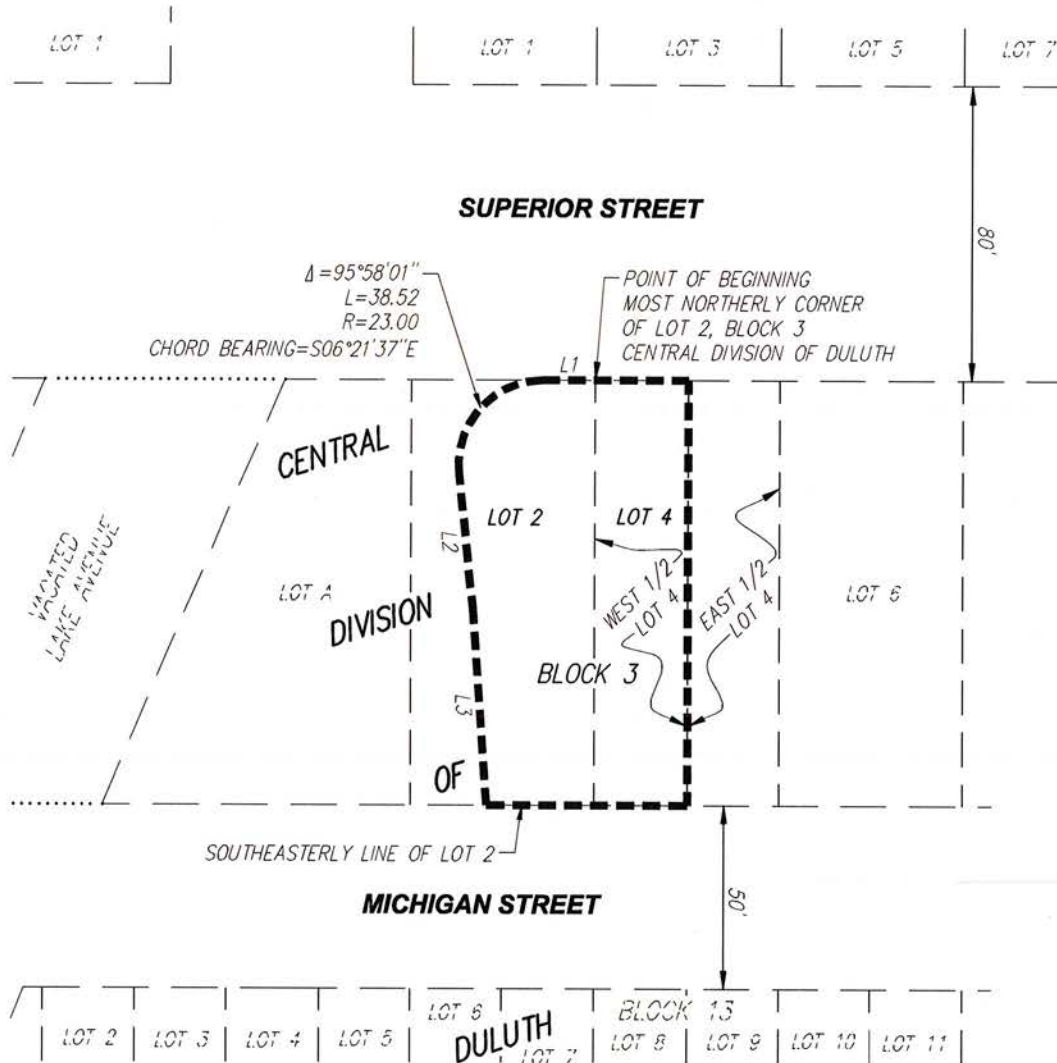 LOT 1
LOT 1
LOT 3
LOT 5
LOT 7
SUPERIOR STREET
80'
Δ=95°58'01"
L=38.52
R=23.00
CHORD BEARING=S06°21'37"E
POINT OF BEGINNING
MOST NORTHERLY CORNER
OF LOT 2, BLOCK 3
CENTRAL DIVISION OF DULUTH
L1
CENTRAL
LOT 2
LOT 4
L2
VACATED
LAKE AVENUE
LOT A
DIVISION
WEST 1/2
LOT 4
EAST 1/2
LOT 4
LOT 6
BLOCK 3
L3
OF
SOUTHEASTERLY LINE OF LOT 2
MICHIGAN STREET
50'
LOT 2
LOT 3
LOT 4
LOT 5
LOT 6
DULUTH
LOT 7
BLOCK 13
LOT 8
LOT 9
LOT 10
LOT 11